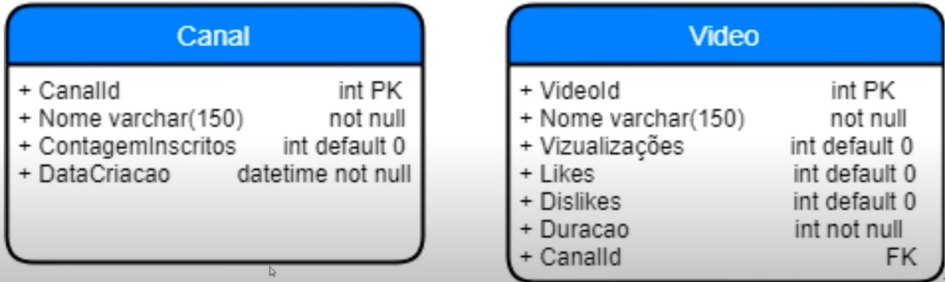 Canal
+ CanalId int PK
+ Nome varchar(150) not null
+ ContagemInscritos int default 0
+ DataCriacao datetime not null
Video
+ VideoId int PK
+ Nome varchar(150) not null
+ Vizualizações int default 0
+ Likes int default 0
+ Dislikes int default 0
+ Duracao int not null
+ CanalId FK